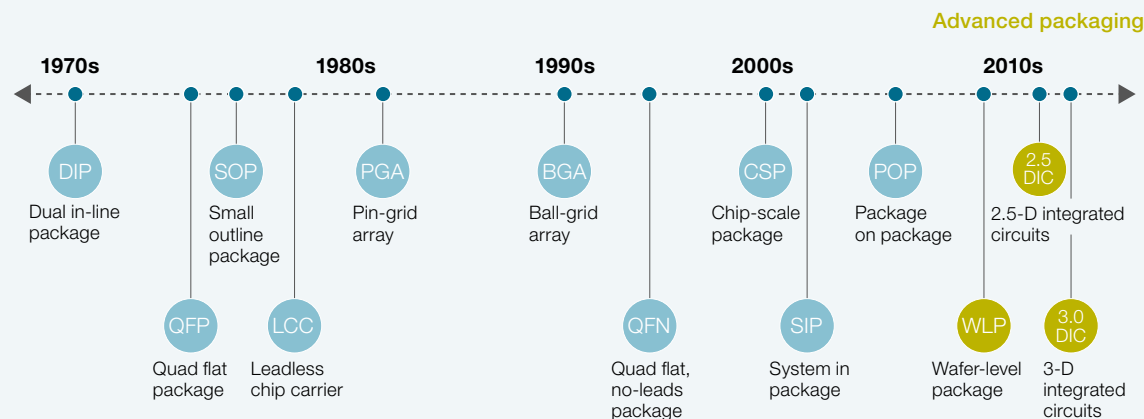 Advanced packaging
1970s
1980s
1990s
2000s
2010s
DIP
Dual in-line
package
SOP
Small
outline
package
PGA
Pin-grid
array
BGA
Ball-grid
array
CSP
Chip-scale
package
POP
Package
on package
2.5
DIC
2.5-D integrated
circuits
QFP
Quad flat
package
LCC
Leadless
chip carrier
QFN
Quad flat,
no-leads
package
SIP
System in
package
WLP
Wafer-level
package
3.0
DIC
3-D
integrated
circuits